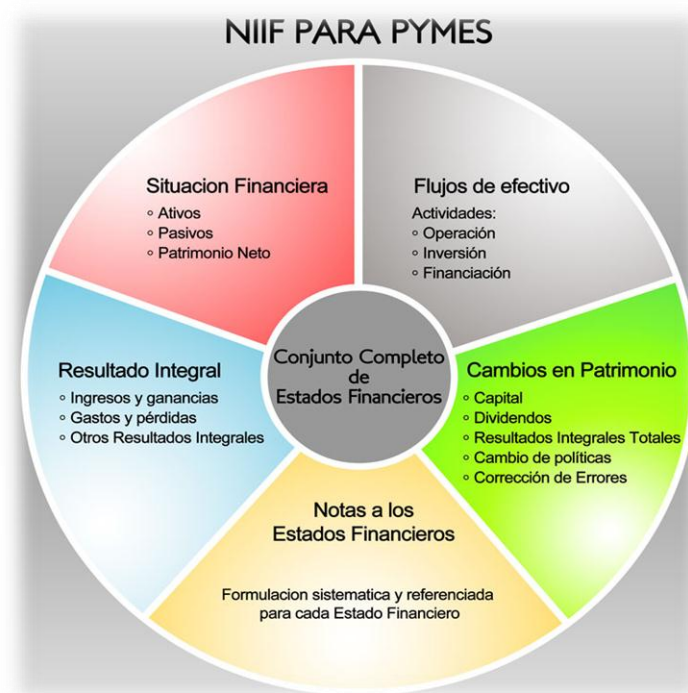 NIIF PARA PYMES
Situacion Financiera
◦ Ativos
◦ Pasivos
◦ Patrimonio Neto
Flujos de efectivo
Actividades:
◦ Operación
◦ Inversión
◦ Financiación
Resultado Integral
◦ Ingresos y ganancias
◦ Gastos y pérdidas
◦ Otros Resultados Integrales
Conjunto Completo
de
Estados Financieros
Cambios en Patrimonio
◦ Capital
◦ Dividendos
◦ Resultados Integrales Totales
◦ Cambio de políticas
◦ Corrección de Errores
Notas a los
Estados Financieros
Formulacion sistematica y referenciada
para cada Estado Financiero